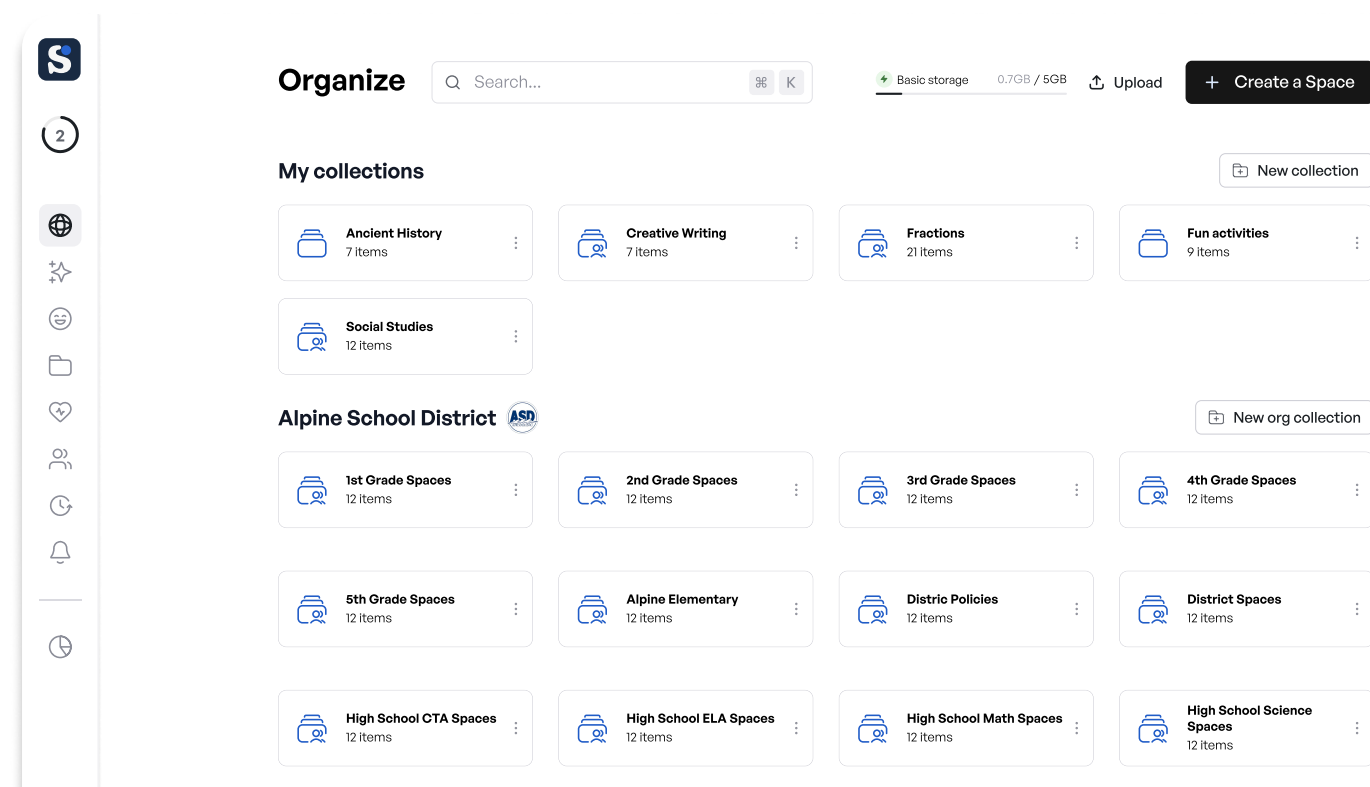 S
Organize
Search...
⌘ K
Basic storage 0.7GB / 5GB
Upload
+ Create a Space
2
My collections
New collection
Ancient History
7 items
Creative Writing
7 items
Fractions
21 items
Fun activities
9 items
Social Studies
12 items
Alpine School District
ASD
New org collection
1st Grade Spaces
12 items
2nd Grade Spaces
12 items
3rd Grade Spaces
12 items
4th Grade Spaces
12 items
5th Grade Spaces
12 items
Alpine Elementary
12 items
Distric Policies
12 items
District Spaces
12 items
High School CTA Spaces
12 items
High School ELA Spaces
12 items
High School Math Spaces
12 items
High School Science
Spaces
12 items